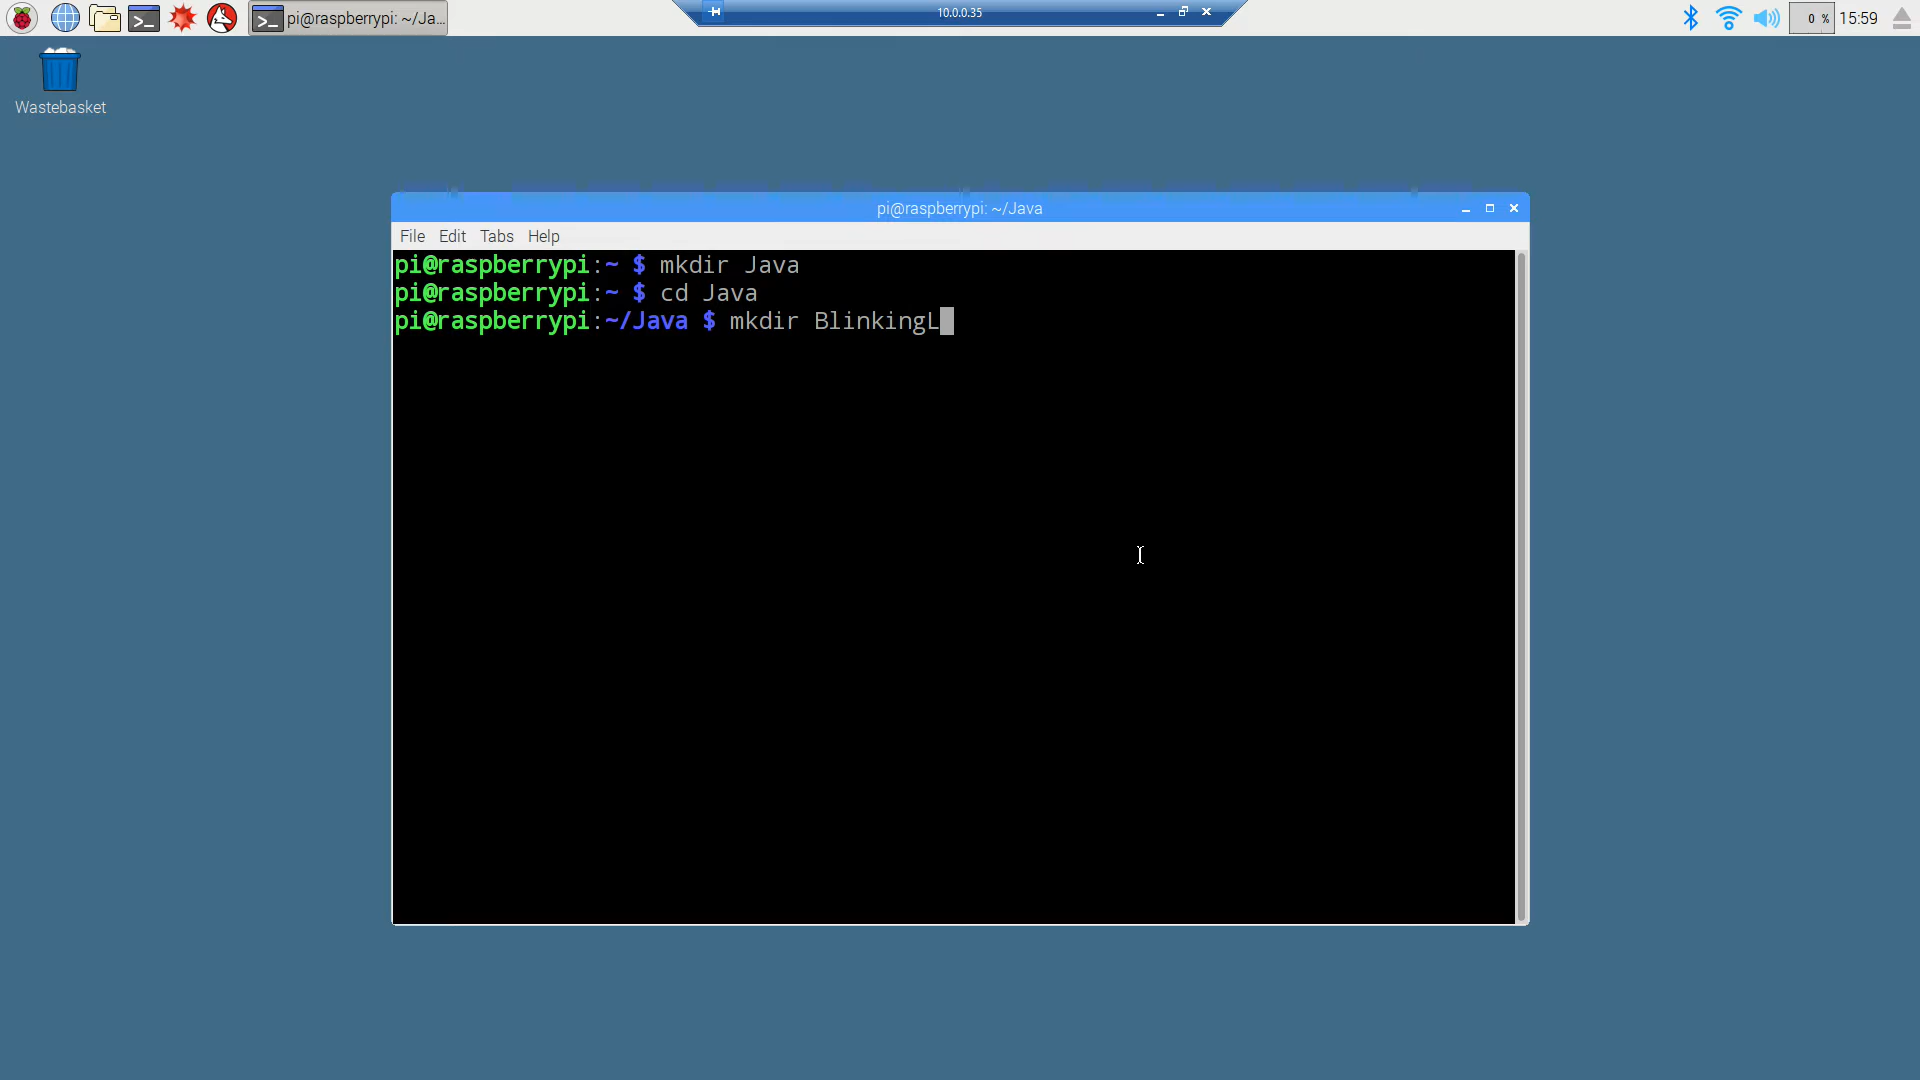 pi@raspberrypi: ~/Ja...
10.0.0.35
0 %
15:59
Wastebasket
pi@raspberrypi: ~/Java
File Edit Tabs Help
pi@raspberrypi:~ $ mkdir Java
pi@raspberrypi:~ $ cd Java
pi@raspberrypi:~/Java $ mkdir BlinkingL